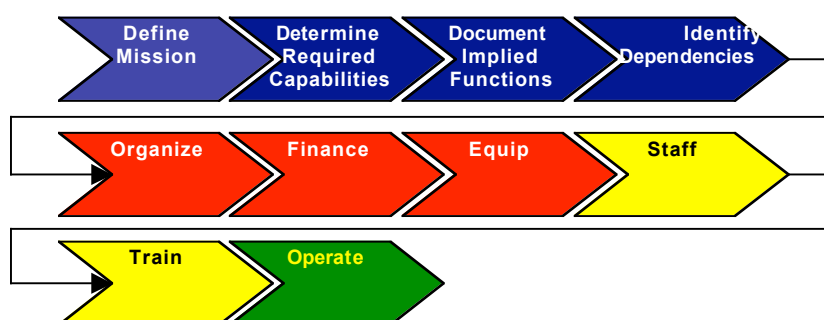 Define
Mission
Determine
Required
Capabilities
Document
Implied
Functions
Identify
Dependencies
Organize
Finance
Equip
Staff
Train
Operate